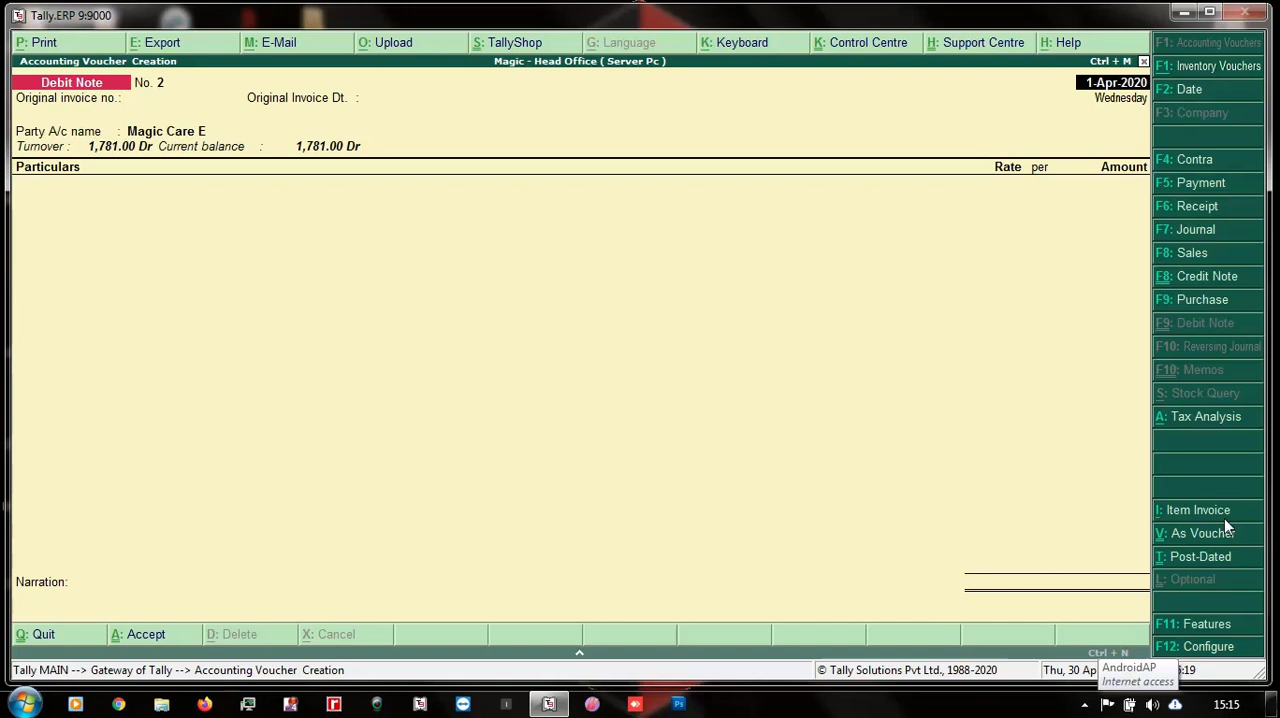 Tally.ERP 9:9000
P: Print
E: Export
M: E-Mail
O: Upload
S: TallyShop
G: Language
K: Keyboard
K: Control Centre
H: Support Centre
H: Help
Accounting Voucher Creation
Magic - Head Office ( Server Pc )
Ctrl + M
Debit Note No. 2
1-Apr-2020
Original invoice no.:
Original Invoice Dt. :
Wednesday
Party A/c name : Magic Care E
Turnover : 1,781.00 Dr Current balance : 1,781.00 Dr
Particulars Rate per Amount
Narration:
F1: Accounting Vouchers
F1: Inventory Vouchers
F2: Date
F3: Company
F4: Contra
F5: Payment
F6: Receipt
F7: Journal
F8: Sales
F8: Credit Note
F9: Purchase
F9: Debit Note
F10: Reversing Journal
F10: Memos
S: Stock Query
A: Tax Analysis
I: Item Invoice
V: As Voucher
T: Post-Dated
L: Optional
F11: Features
F12: Configure
Q: Quit
A: Accept
D: Delete
X: Cancel
Ctrl + N
Tally MAIN --> Gateway of Tally --> Accounting Voucher Creation
© Tally Solutions Pvt Ltd., 1988-2020
Thu, 30 Ap
AndroidAP
Internet access
15:15